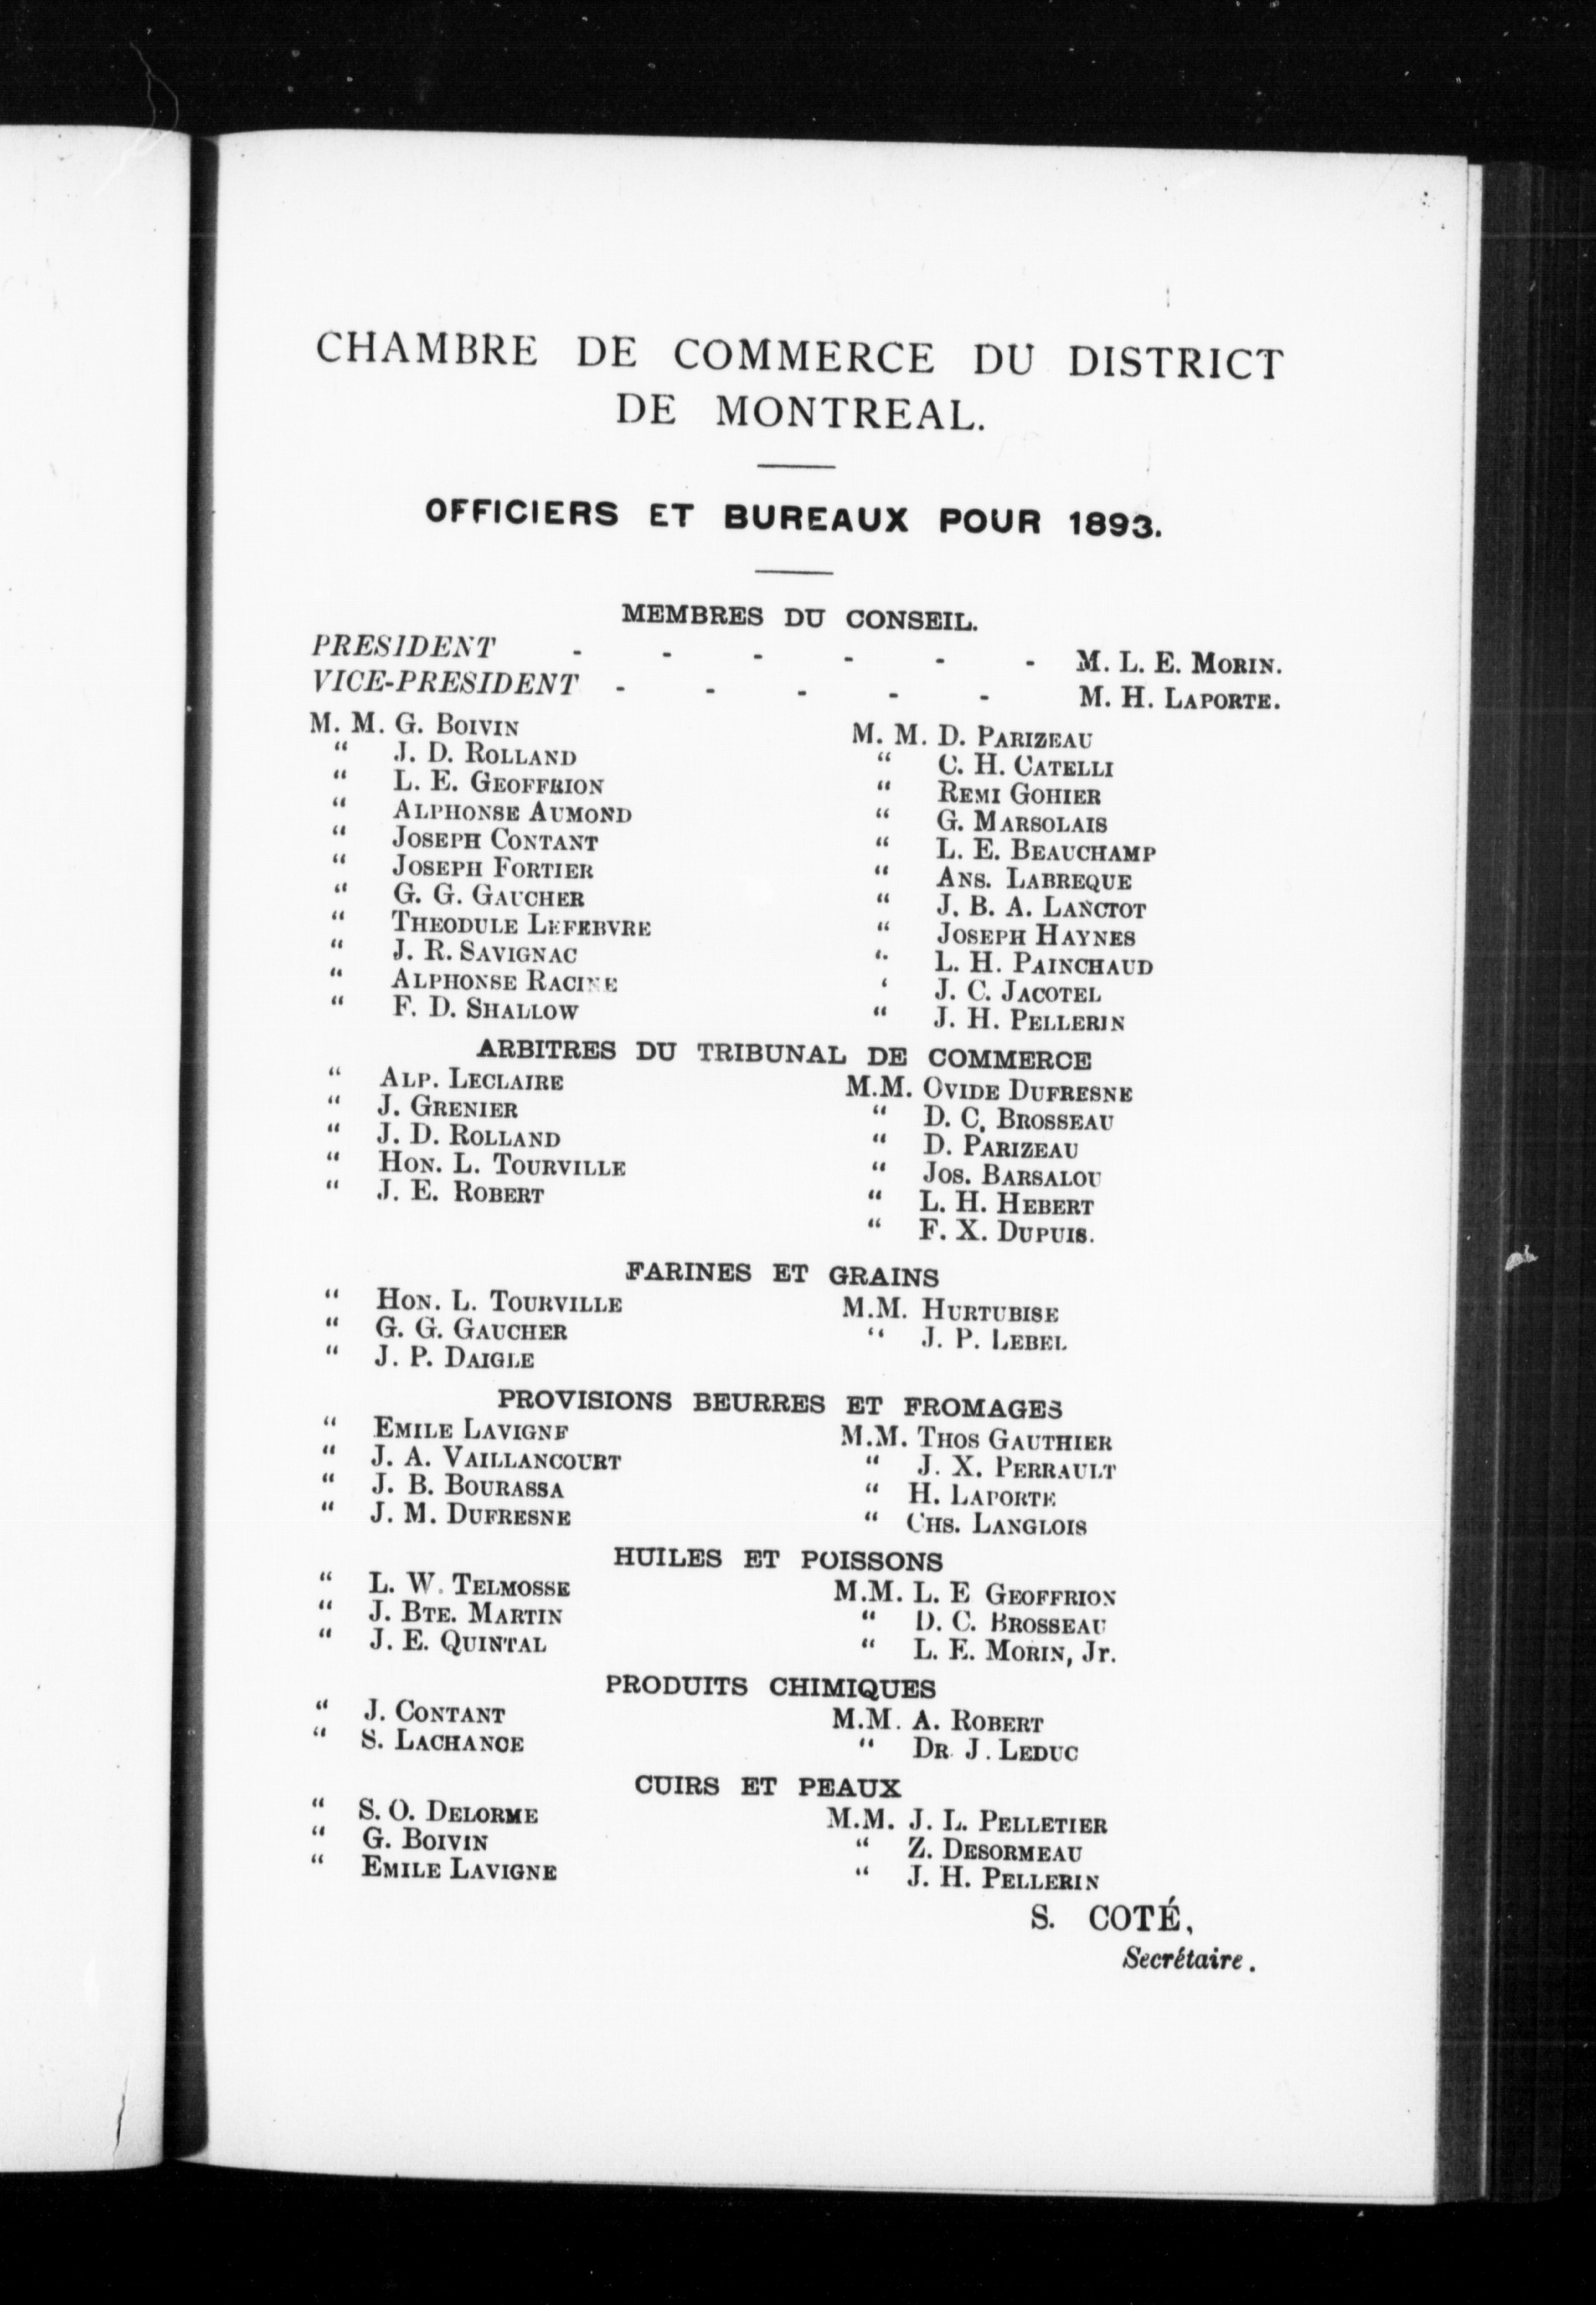 CHAMBRE DE COMMERCE DU DISTRICT
DE MONTREAL.
OFFICIERS ET BUREAUX POUR 1893.
MEMBRES DU CONSEIL.
PRESIDENT - - - - - - M. L. E. MORIN.
VICE-PRESIDENT - - - - - M. H. LAPORTE.
M. M. G. BOIVIN
“ J. D. ROLLAND
“ L. E. GEOFFRION
“ ALPHONSE AUMOND
“ JOSEPH CONTANT
“ JOSEPH FORTIER
“ G. G. GAUCHER
“ THEODULE LEFEBVRE
“ J. R. SAVIGNAC
“ ALPHONSE RACINE
“ F. D. SHALLOW
M. M. D. PARIZEAU
“ C. H. CATELLI
“ REMI GOHIER
“ G. MARSOLAIS
“ L. E. BEAUCHAMP
“ ANS. LABREQUE
“ J. B. A. LANCTOT
“ JOSEPH HAYNES
“ L. H. PAINCHAUD
‘ J. C. JACOTEL
“ J. H. PELLERIN
ARBITRES DU TRIBUNAL DE COMMERCE
“ ALP. LECLAIRE
“ J. GRENIER
“ J. D. ROLLAND
“ HON. L. TOURVILLE
“ J. E. ROBERT
M.M. OVIDE DUFRESNE
“ D. C. BROSSEAU
“ D. PARIZEAU
“ JOS. BARSALOU
“ L. H. HEBERT
“ F. X. DUPUIS.
FARINES ET GRAINS
“ HON. L. TOURVILLE
“ G. G. GAUCHER
“ J. P. DAIGLE
M.M. HURTUBISE
“ J. P. LEBEL
PROVISIONS BEURRES ET FROMAGES
“ EMILE LAVIGNE
“ J. A. VAILLANCOURT
“ J. B. BOURASSA
“ J. M. DUFRESNE
M.M. THOS GAUTHIER
“ J. X. PERRAULT
“ H. LAPORTE
“ CHS. LANGLOIS
HUILES ET POISSONS
“ L. W. TELMOSSE
“ J. BTE. MARTIN
“ J. E. QUINTAL
M.M. L. E GEOFFRION
“ D. C. BROSSEAU
“ L. E. MORIN, Jr.
PRODUITS CHIMIQUES
“ J. CONTANT
“ S. LACHANCE
M.M. A. ROBERT
“ DR. J. LEDUC
CUIRS ET PEAUX
“ S. O. DELORME
“ G. BOIVIN
“ EMILE LAVIGNE
M.M. J. L. PELLETIER
“ Z. DESORMEAU
“ J. H. PELLERIN
S. COTÉ,
Secrétaire.